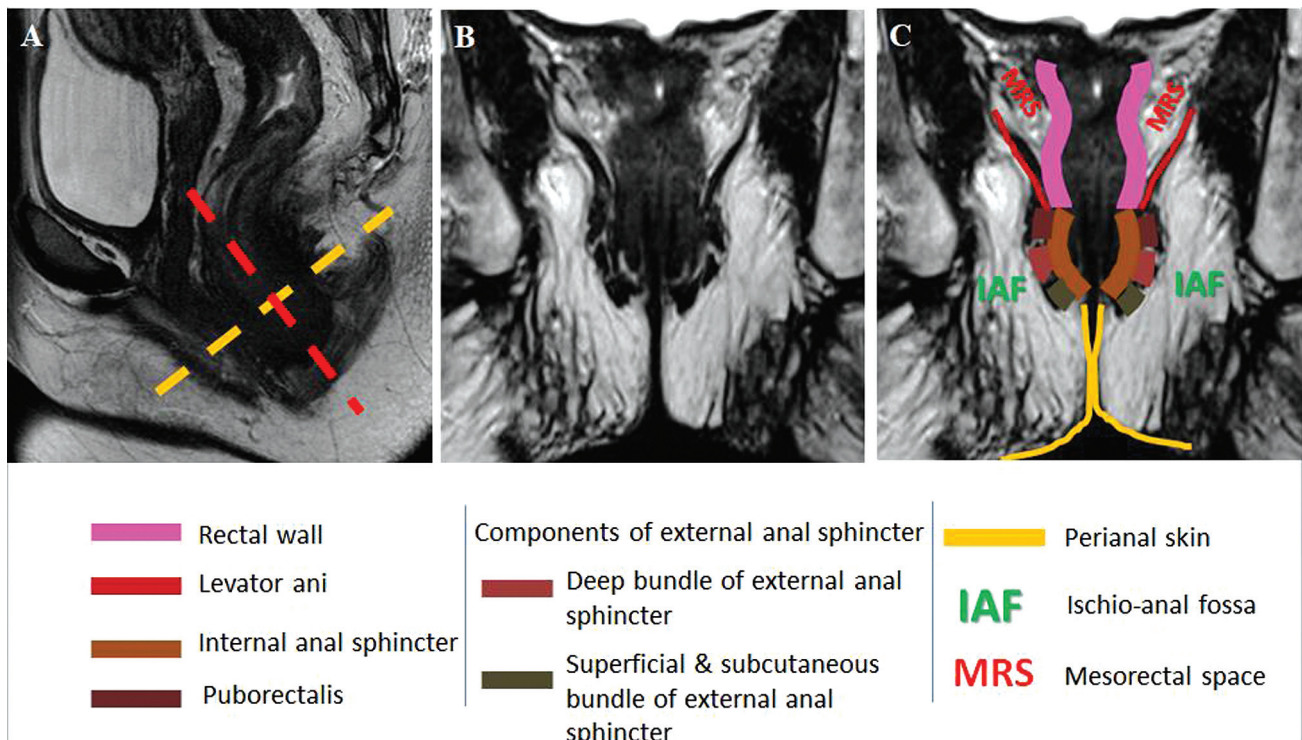 A
B
C
MRS
MRS
IAF
IAF
Rectal wall
Levator ani
Internal anal sphincter
Puborectalis
Components of external anal sphincter
Deep bundle of external anal
sphincter
Superficial & subcutaneous
bundle of external anal
sphincter
Perianal skin
IAF Ischio-anal fossa
MRS Mesorectal space